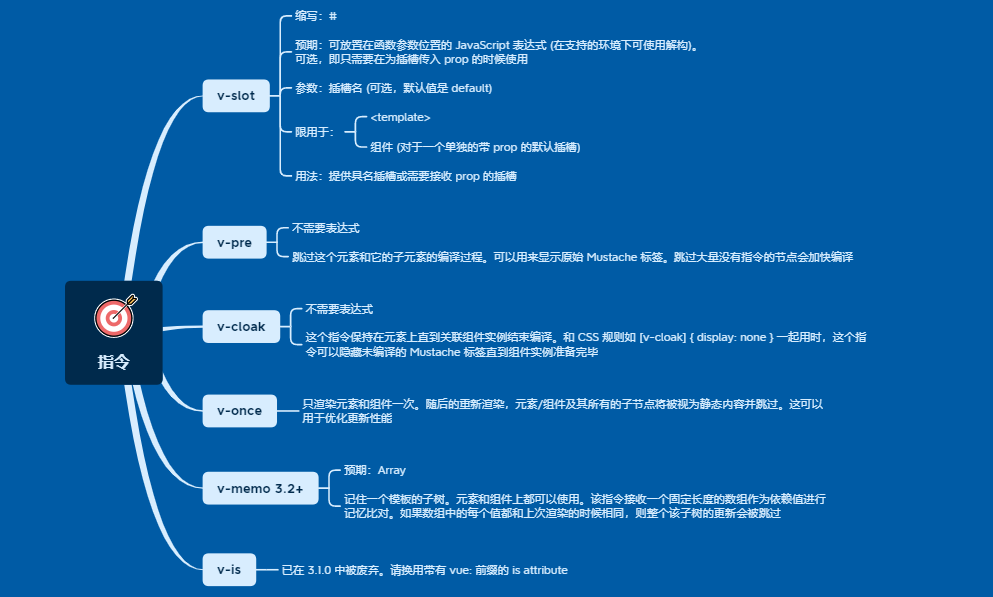 指令
v-slot
缩写：#
预期：可放置在函数参数位置的 JavaScript 表达式 (在支持的环境下可使用解构)。
可选，即只需要在为插槽传入 prop 的时候使用
参数：插槽名 (可选，默认值是 default)
限用于：
<template>
组件 (对于一个单独的带 prop 的默认插槽)
用法：提供具名插槽或需要接收 prop 的插槽
v-pre
不需要表达式
跳过这个元素和它的子元素的编译过程。可以用来显示原始 Mustache 标签。跳过大量没有指令的节点会加快编译
v-cloak
不需要表达式
这个指令保持在元素上直到关联组件实例结束编译。和 CSS 规则如 [v-cloak] { display: none } 一起用时，这个指
令可以隐藏未编译的 Mustache 标签直到组件实例准备完毕
v-once
只渲染元素和组件一次。随后的重新渲染，元素/组件及其所有的子节点将被视为静态内容并跳过。这可以
用于优化更新性能
v-memo 3.2+
预期：Array
记住一个模板的子树。元素和组件上都可以使用。该指令接收一个固定长度的数组作为依赖值进行
记忆比对。如果数组中的每个值都和上次渲染的时候相同，则整个该子树的更新会被跳过
v-is
已在 3.1.0 中被废弃。请换用带有 vue: 前缀的 is attribute